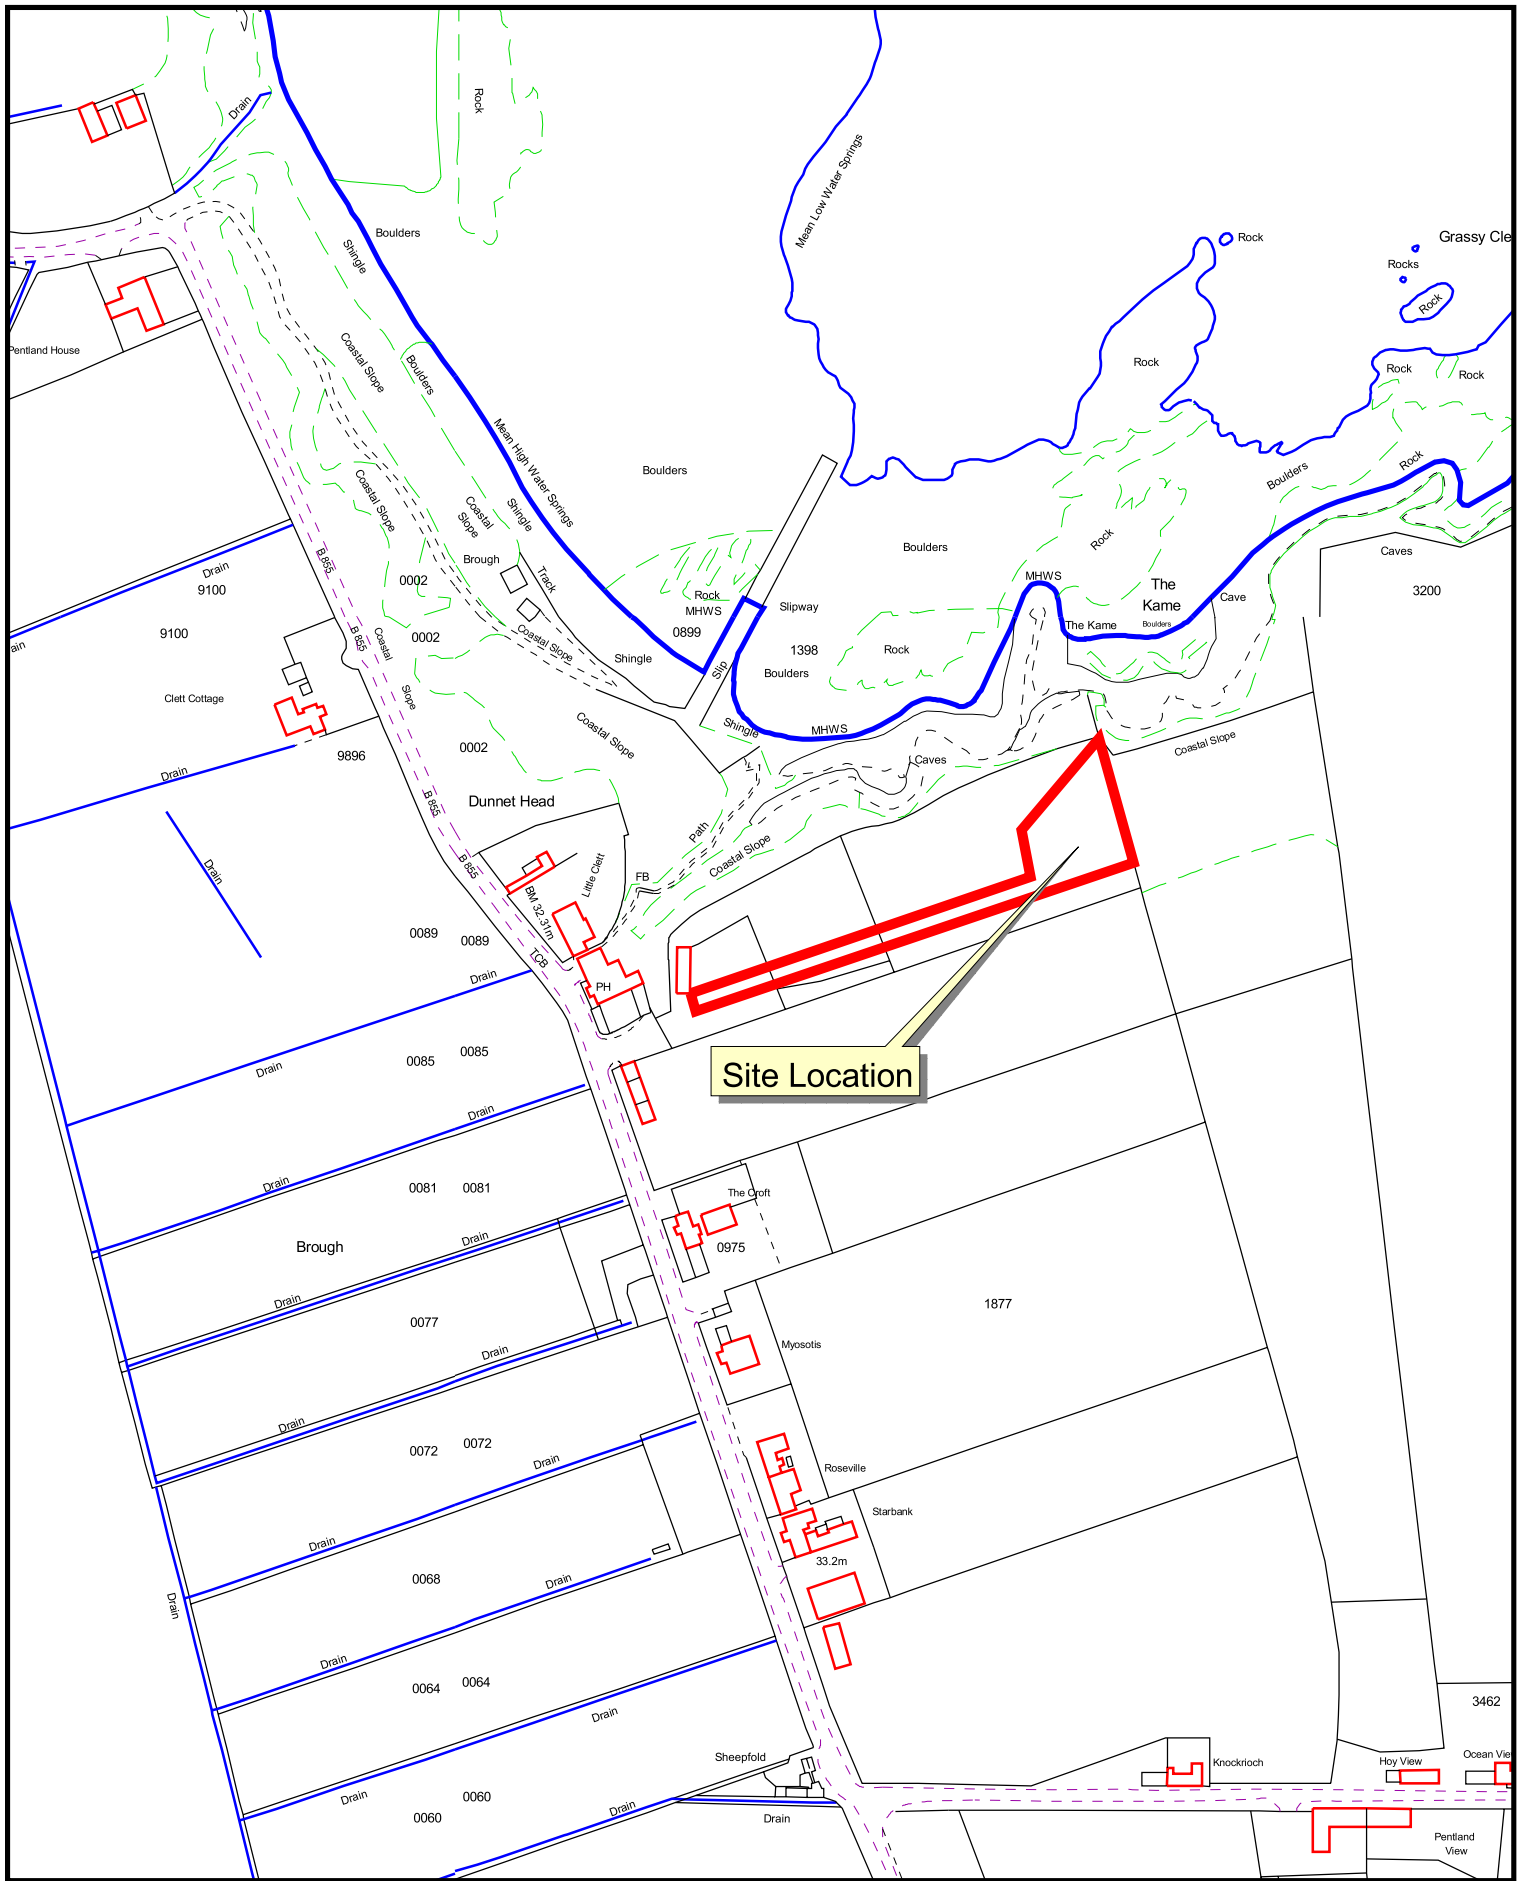 Drain
Rock
Boulders
Shingle
Mean Low Water Springs
Rock
Grassy Cle
Rocks
Rock
Pentland House
Coastal Slope
Boulders
Rock
Rock
Rock
Mean High Water Springs
Boulders
Boulders
Rock
Coastal Slope
Coastal
Slope
Shingle
Brough
Track
B 855
Drain
9100
0002
Boulders
Rock
Caves
3200
MHWS
The
Kame
Cave
Rock
MHWS
Slipway
0899
The Kame
Boulders
9100
ain
B 855
Coastal
Slope
0002
Coastal Slope
Shingle
1398
Rock
Boulders
Slip
Clett Cottage
0002
Coastal Slope
Shingle
MHWS
Coastal Slope
9896
Caves
Drain
B 855
Dunnet Head
Path
Coastal Slope
Drain
B 855
Little Clett
FB
BM 32.31m
0089
0089
TCB
Drain
PH
0085
0085
Drain
Site Location
Drain
Drain
0081
0081
The Croft
Brough
Drain
0975
Drain
0077
1877
Drain
Myosotis
Drain
0072
0072
Drain
Roseville
Starbank
Drain
33.2m
0068
Drain
Drain
Drain
0064
0064
3462
Drain
Sheepfold
Knockrioch
Hoy View
Ocean Vie
Drain
0060
0060
Drain
Drain
Pentland
View